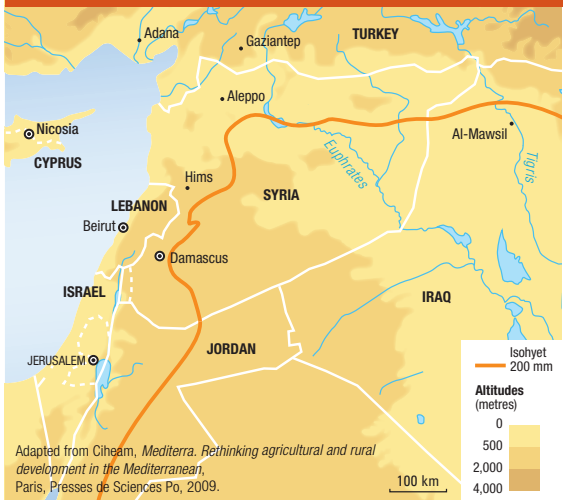 Adana
Gaziantep
TURKEY
Aleppo
Nicosia
CYPRUS
Al-Mawsil
Euphrates
Tigris
Hims
SYRIA
LEBANON
Beirut
Damascus
ISRAEL
IRAQ
JORDAN
JERUSALEM
Isohyet
200 mm
Altitudes
(metres)
0
500
2,000
4,000
100 km
Adapted from Ciheam, Mediterra. Rethinking agricultural and rural
development in the Mediterranean,
Paris, Presses de Sciences Po, 2009.